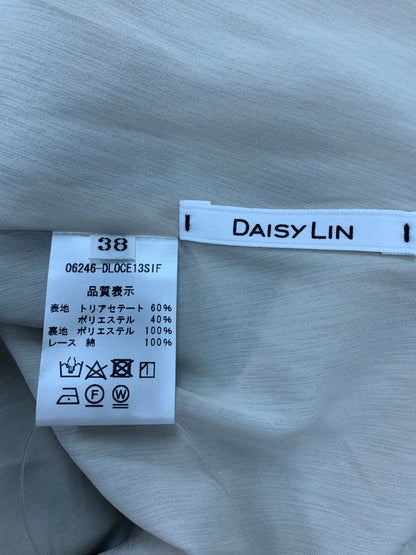 DAISY LIN
38
06246-DLOCE13SIF
品質表示
表地 トリアセテート 60%
ポリエステル 40%
裏地 ポリエステル 100%
レース 綿 100%
F W